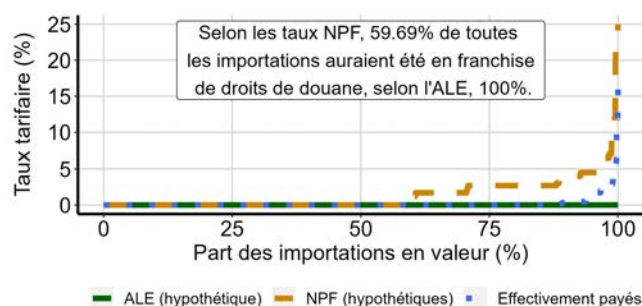 25
20
15
10
5
0
Taux tarifaire (%)
Selon les taux NPF, 59.69% de toutes
les importations auraient été en franchise
de droits de douane, selon l'ALE, 100%.
0 25 50 75 100
Part des importations en valeur (%)
ALE (hypothétique) NPF (hypothétiques) Effectivement payés